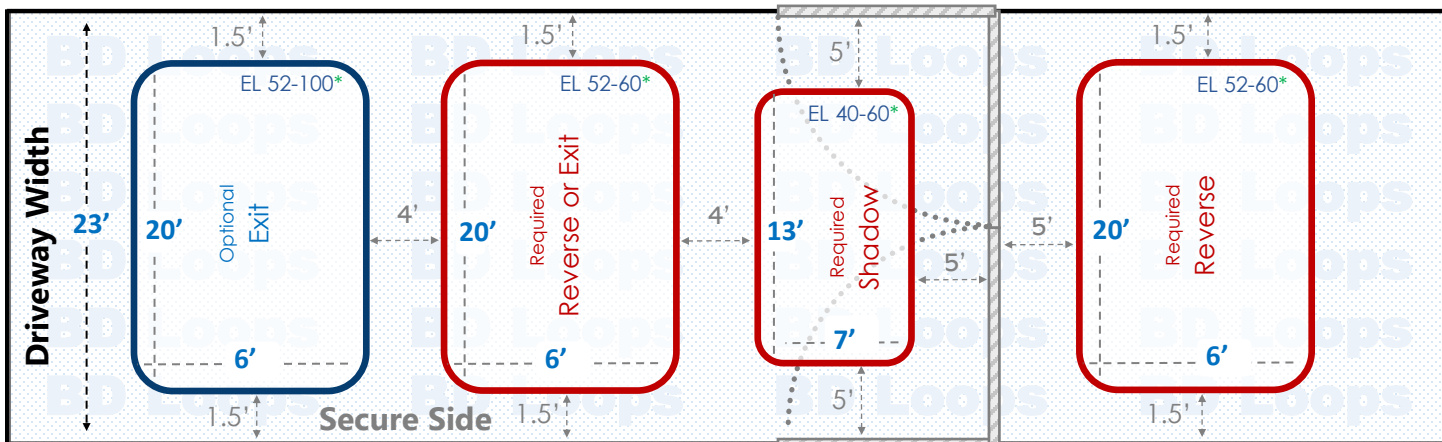 Driveway Width
23’
1.5’
EL 52-100*
20’
Optional
Exit
6’
1.5’
Secure Side
4’
1.5’
EL 52-60*
20’
Required
Reverse or Exit
6’
1.5’
4’
5’
EL 40-60*
13’
Required
Shadow
7’
5’
5’
5’
1.5’
EL 52-60*
20’
Required
Reverse
6’
1.5’
BD Loops